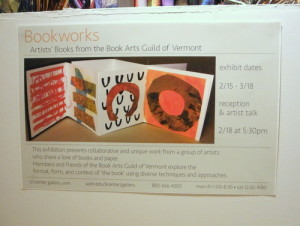 Bookworks
Artists' Books from the Book Arts Guild of Vermont
exhibit dates:
2/15 - 3/18
reception
& artist talk
2/18 at 5:30pm
This exhibition presents collaborative and unique work from a group of artists
who share a love of books and paper.
Members and friends of the Book Arts Guild of Vermont explore the
format, form, and content of 'the book' using diverse techniques and approaches.